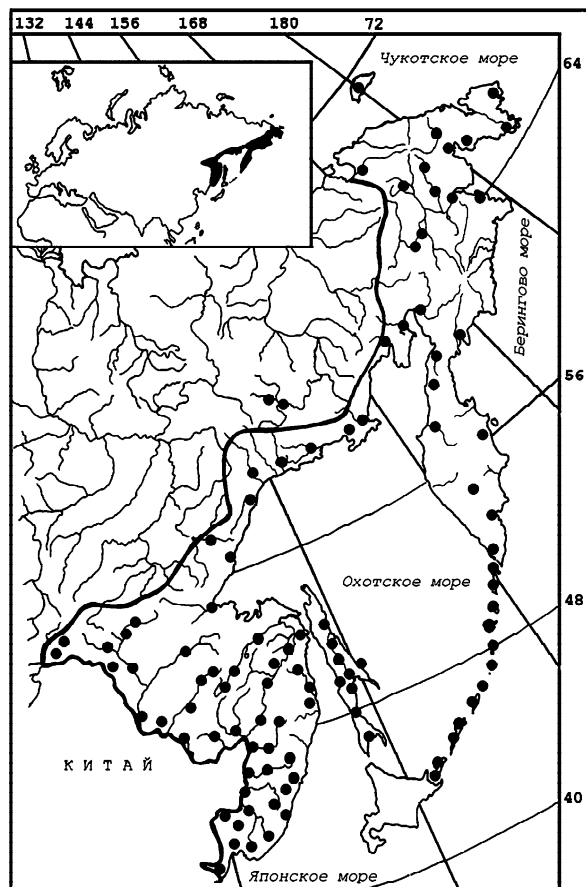 132 144 156 168 180 72
Чукотское море
64
Берингово море
56
Охотское море
48
КИТАЙ
40
Японское море